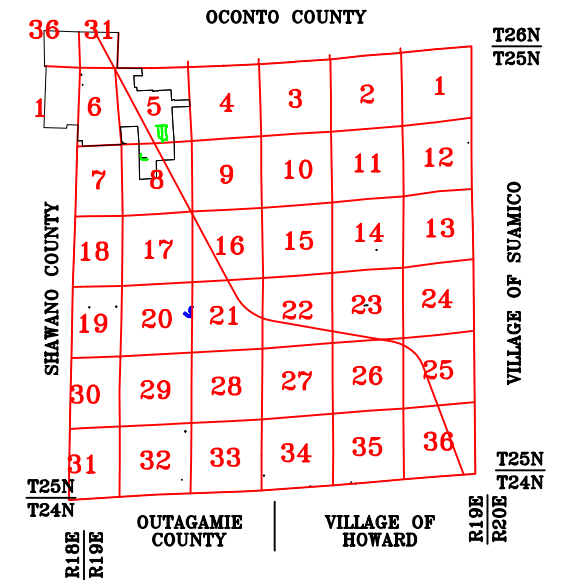 OCONTO COUNTY
36 31
T26N
T25N
1 6 5 4 3 2 1
7 8 9 10 11 12
18 17 16 15 14 13
19 20 21 22 23 24
30 29 28 27 26 25
31 32 33 34 35 36
SHAWANO COUNTY
VILLAGE OF SUAMICO
T25N
T24N
T25N
T24N
R18E
R19E
OUTAGAMIE
COUNTY
VILLAGE OF
HOWARD
R19E
R20E